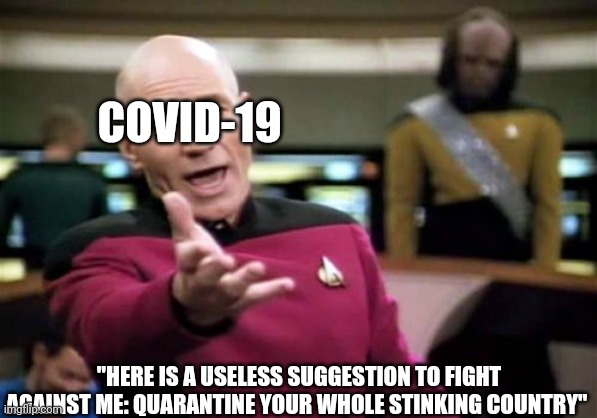 COVID-19
"HERE IS A USELESS SUGGESTION TO FIGHT
AGAINST ME: QUARANTINE YOUR WHOLE STINKING COUNTRY"
imgflip.com